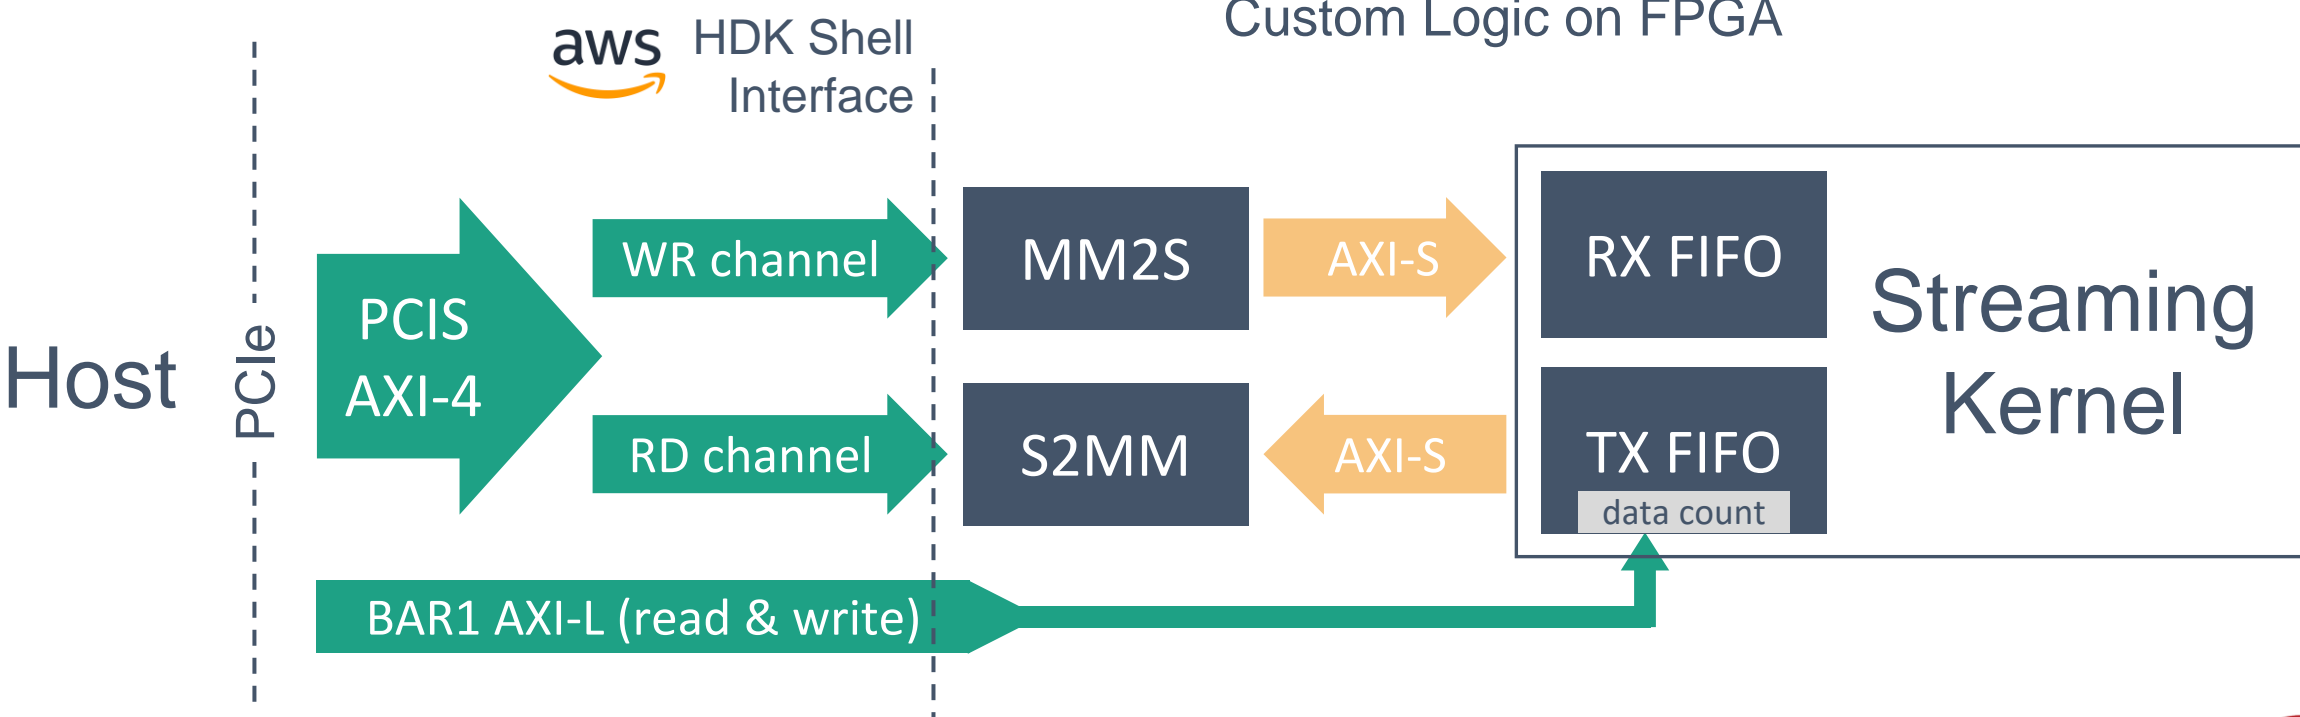 Custom Logic on FPGA
aws
HDK Shell
Interface
Host
PCIe
PCIS
AXI-4
WR channel
MM2S
AXI-S
RX FIFO
RD channel
S2MM
AXI-S
TX FIFO
data count
Streaming
Kernel
BAR1 AXI-L (read & write)